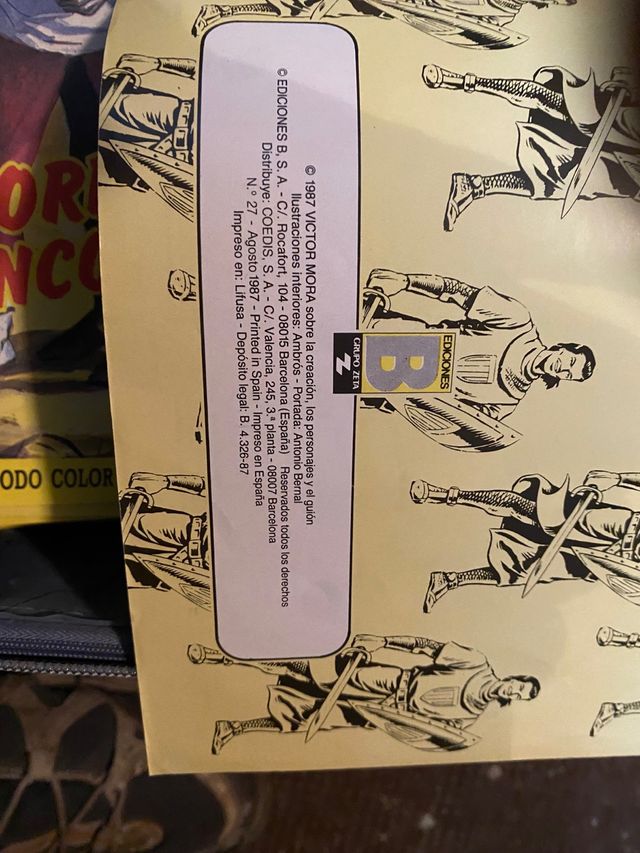 EDICIONES
B
GRUPO ZETA
Z
© 1987 VICTOR MORA sobre la creación, los personajes y el guión
Ilustraciones interiores: Ambrós - Portada: Antonio Bernal
© EDICIONES B, S. A. - C/. Rocafort, 104 - 08015 Barcelona (España) Reservados todos los derechos
Distribuye: COEDIS, S. A. - C/. Valencia, 245, 3.ª planta - 08007 Barcelona
N.º 27 - Agosto 1987 - Printed in Spain - Impreso en España
Impreso en: Lifusa - Depósito legal: B. 4.326-87
ODO COLOR